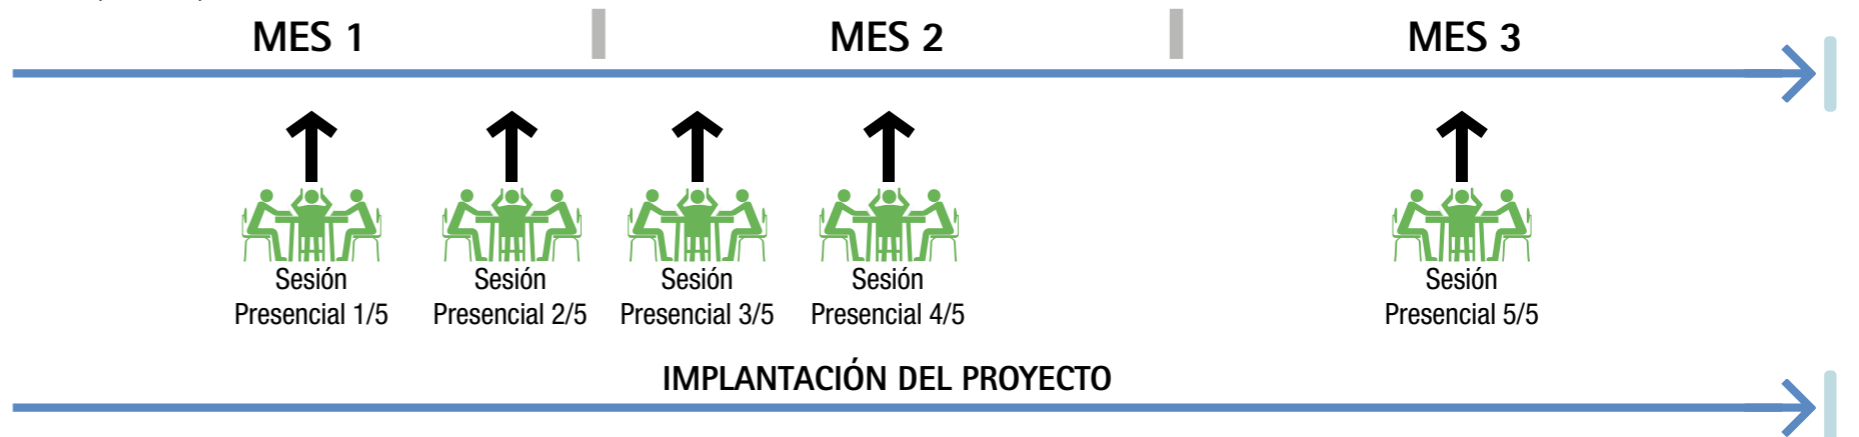 MES 1
MES 2
MES 3
Sesión
Presencial 1/5
Sesión
Presencial 2/5
Sesión
Presencial 3/5
Sesión
Presencial 4/5
Sesión
Presencial 5/5
IMPLANTACIÓN DEL PROYECTO